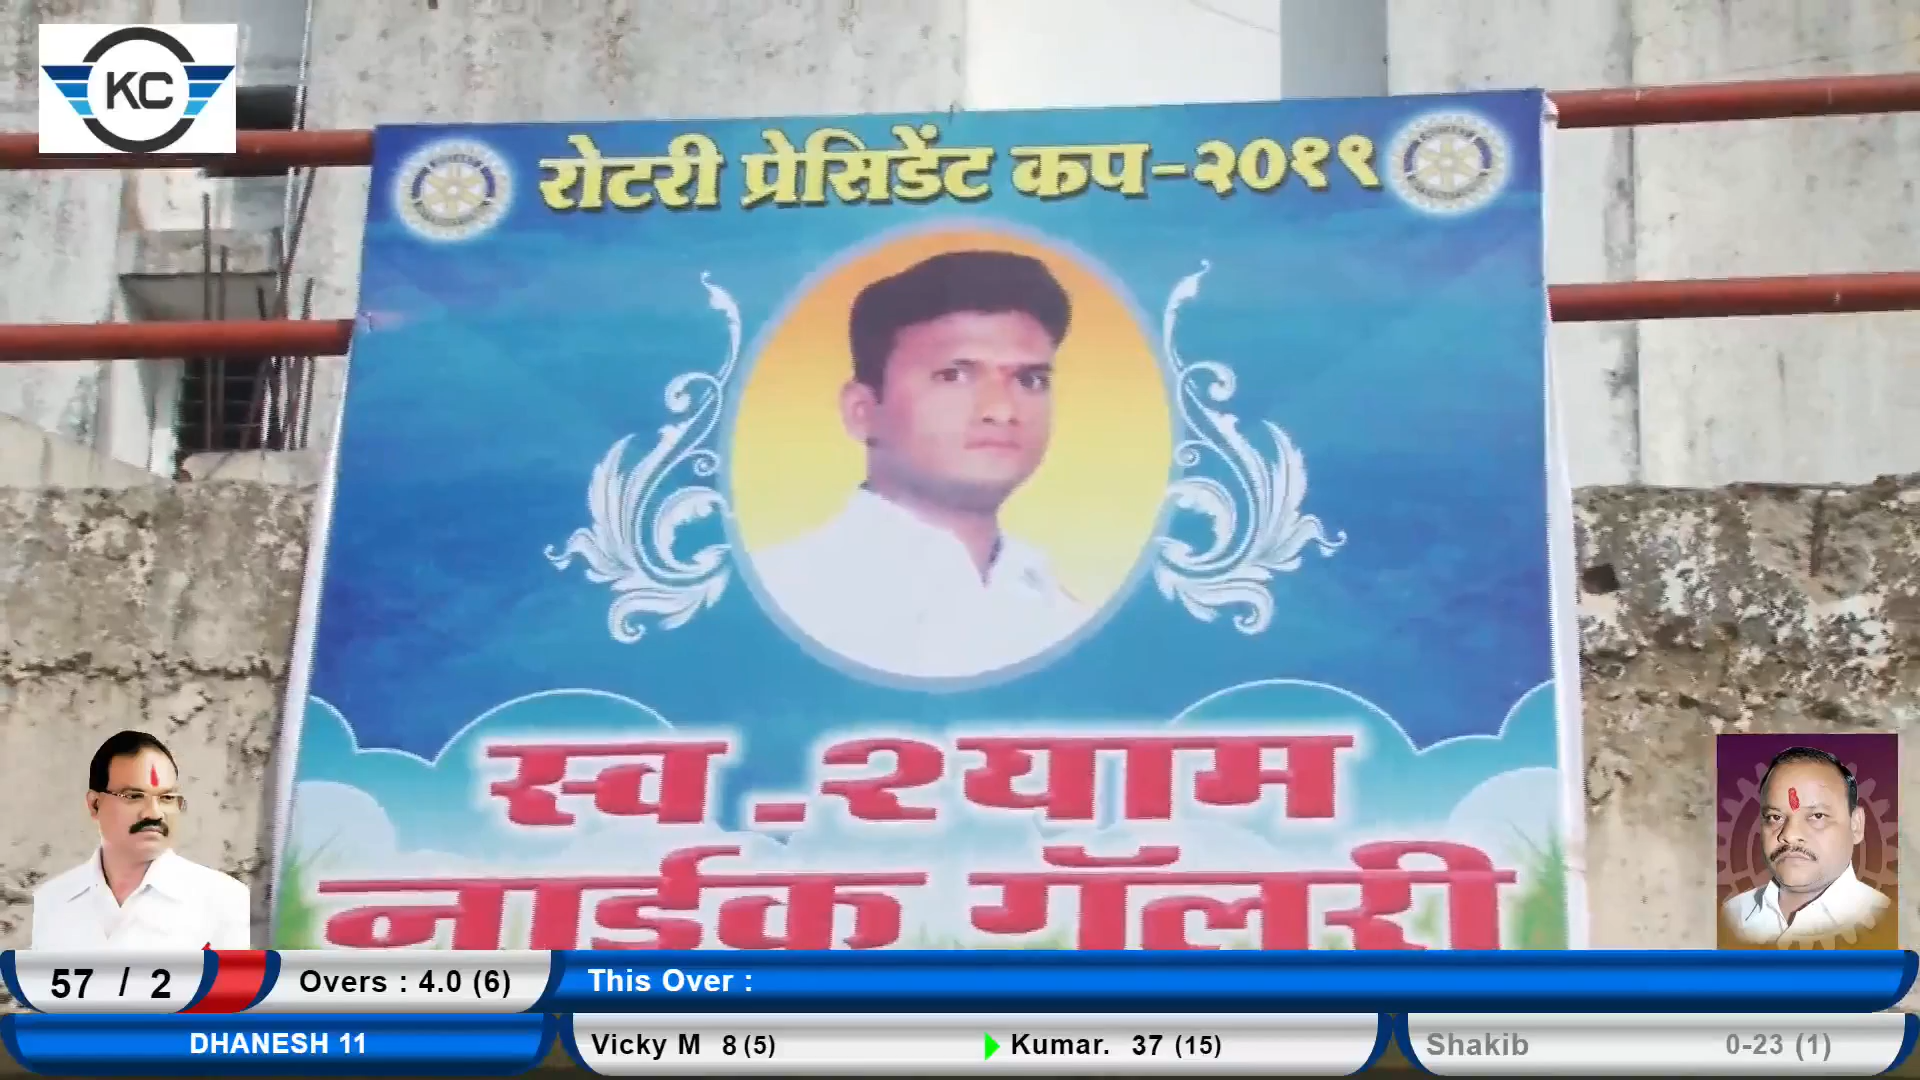 KC
रोटरी प्रेसिडेंट कप-२०१९
स्व.श्याम
नाईक गॅलरी
57 / 2
Overs : 4.0 (6)
This Over :
DHANESH 11
Vicky M 8 (5)
Kumar. 37 (15)
Shakib 0-23 (1)